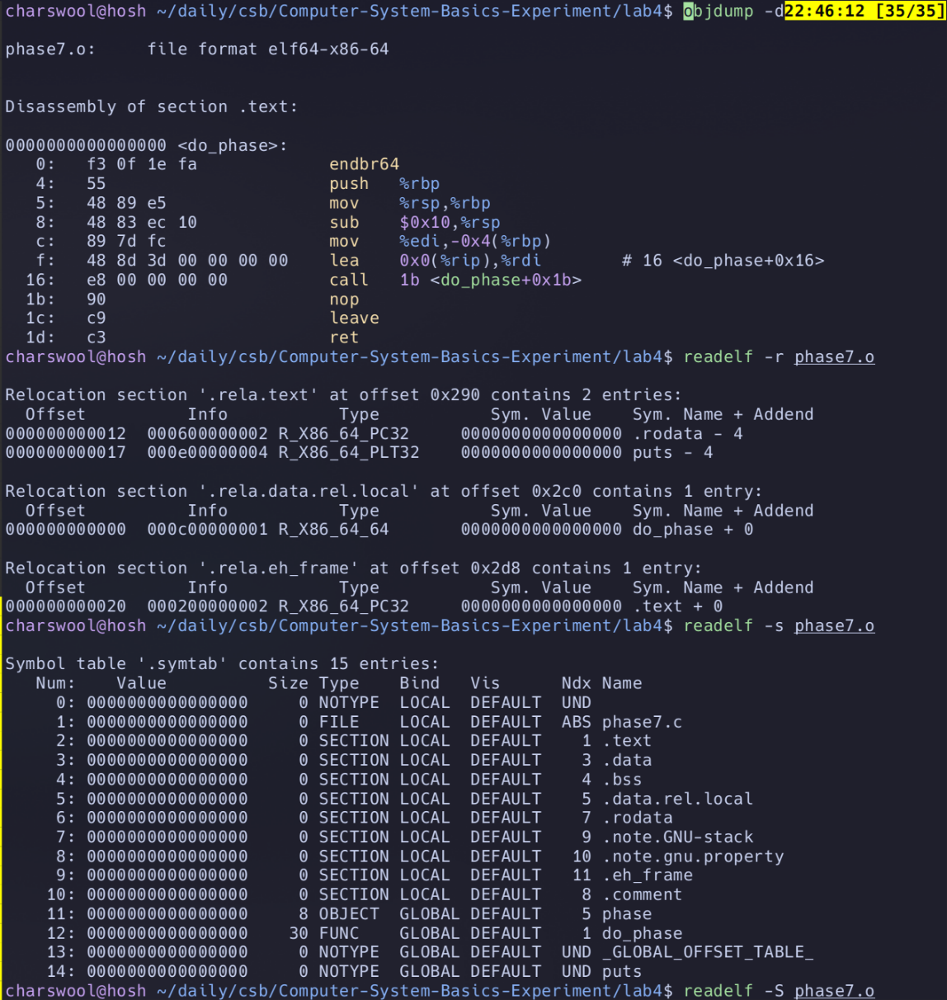 charswool@hosh ~/daily/csb/Computer-System-Basics-Experiment/lab4$ objdump -d22:46:12 [35/35]

phase7.o:     file format elf64-x86-64


Disassembly of section .text:

0000000000000000 <do_phase>:
   0:   f3 0f 1e fa             endbr64
   4:   55                      push   %rbp
   5:   48 89 e5                mov    %rsp,%rbp
   8:   48 83 ec 10             sub    $0x10,%rsp
   c:   89 7d fc                mov    %edi,-0x4(%rbp)
   f:   48 8d 3d 00 00 00 00    lea    0x0(%rip),%rdi        # 16 <do_phase+0x16>
  16:   e8 00 00 00 00          call   1b <do_phase+0x1b>
  1b:   90                      nop
  1c:   c9                      leave
  1d:   c3                      ret
charswool@hosh ~/daily/csb/Computer-System-Basics-Experiment/lab4$ readelf -r phase7.o

Relocation section '.rela.text' at offset 0x290 contains 2 entries:
  Offset          Info           Type           Sym. Value    Sym. Name + Addend
000000000012  000600000002 R_X86_64_PC32     0000000000000000 .rodata - 4
000000000017  000e00000004 R_X86_64_PLT32    0000000000000000 puts - 4

Relocation section '.rela.data.rel.local' at offset 0x2c0 contains 1 entry:
  Offset          Info           Type           Sym. Value    Sym. Name + Addend
000000000000  000c00000001 R_X86_64_64       0000000000000000 do_phase + 0

Relocation section '.rela.eh_frame' at offset 0x2d8 contains 1 entry:
  Offset          Info           Type           Sym. Value    Sym. Name + Addend
000000000020  000200000002 R_X86_64_PC32     0000000000000000 .text + 0
charswool@hosh ~/daily/csb/Computer-System-Basics-Experiment/lab4$ readelf -s phase7.o

Symbol table '.symtab' contains 15 entries:
   Num:    Value          Size Type    Bind   Vis      Ndx Name
     0: 0000000000000000     0 NOTYPE  LOCAL  DEFAULT  UND
     1: 0000000000000000     0 FILE    LOCAL  DEFAULT  ABS phase7.c
     2: 0000000000000000     0 SECTION LOCAL  DEFAULT    1 .text
     3: 0000000000000000     0 SECTION LOCAL  DEFAULT    3 .data
     4: 0000000000000000     0 SECTION LOCAL  DEFAULT    4 .bss
     5: 0000000000000000     0 SECTION LOCAL  DEFAULT    5 .data.rel.local
     6: 0000000000000000     0 SECTION LOCAL  DEFAULT    7 .rodata
     7: 0000000000000000     0 SECTION LOCAL  DEFAULT    9 .note.GNU-stack
     8: 0000000000000000     0 SECTION LOCAL  DEFAULT   10 .note.gnu.property
     9: 0000000000000000     0 SECTION LOCAL  DEFAULT   11 .eh_frame
    10: 0000000000000000     0 SECTION LOCAL  DEFAULT    8 .comment
    11: 0000000000000000     8 OBJECT  GLOBAL DEFAULT    5 phase
    12: 0000000000000000    30 FUNC    GLOBAL DEFAULT    1 do_phase
    13: 0000000000000000     0 NOTYPE  GLOBAL DEFAULT  UND _GLOBAL_OFFSET_TABLE_
    14: 0000000000000000     0 NOTYPE  GLOBAL DEFAULT  UND puts
charswool@hosh ~/daily/csb/Computer-System-Basics-Experiment/lab4$ readelf -S phase7.o